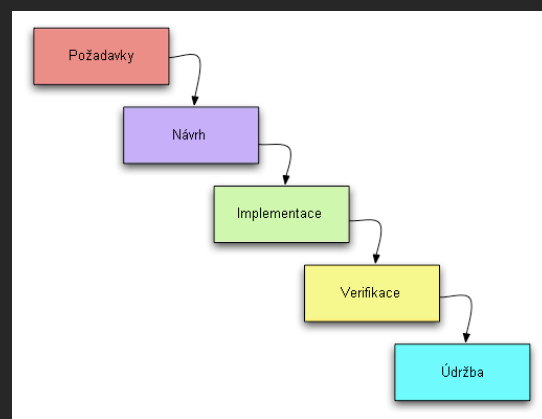 Požadavky
Návrh
Implementace
Verifikace
Údržba